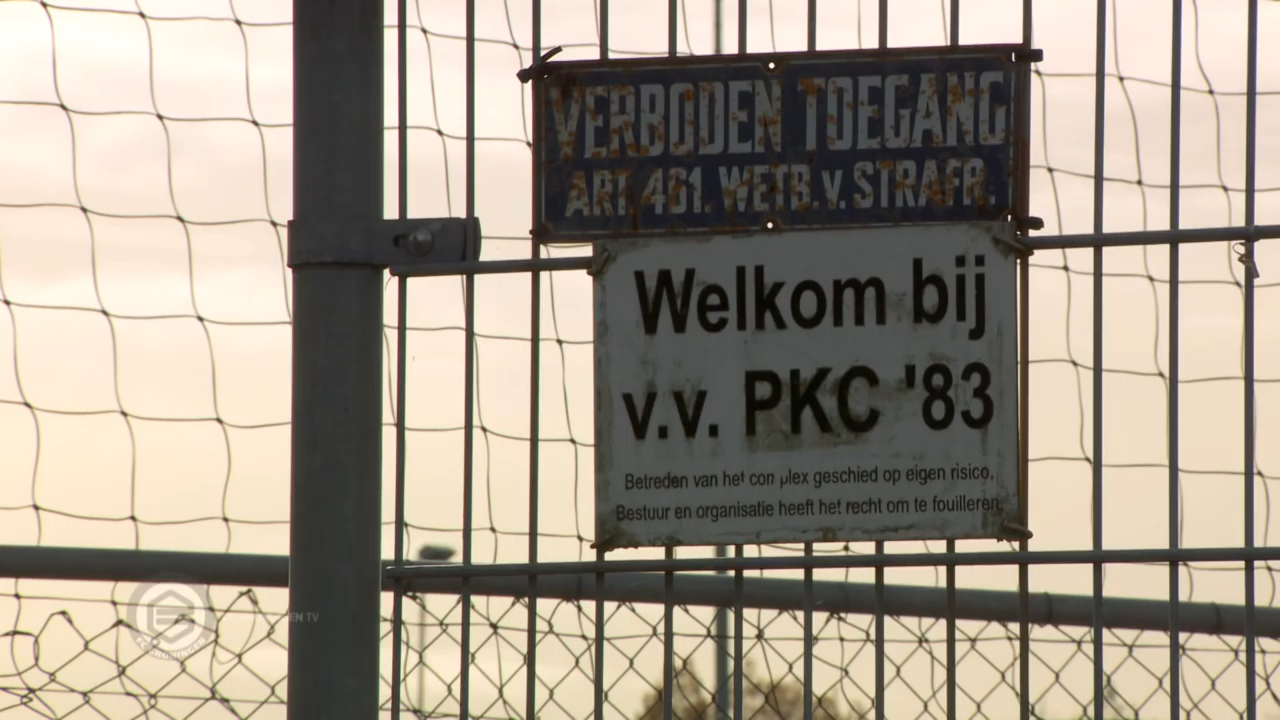 VERBODEN TOEGANG
ART. 461. WETB. v. STRAFR.
Welkom bij
v.v. PKC '83
Betreden van het complex geschied op eigen risico.
Bestuur en organisatie heeft het recht om te fouilleren